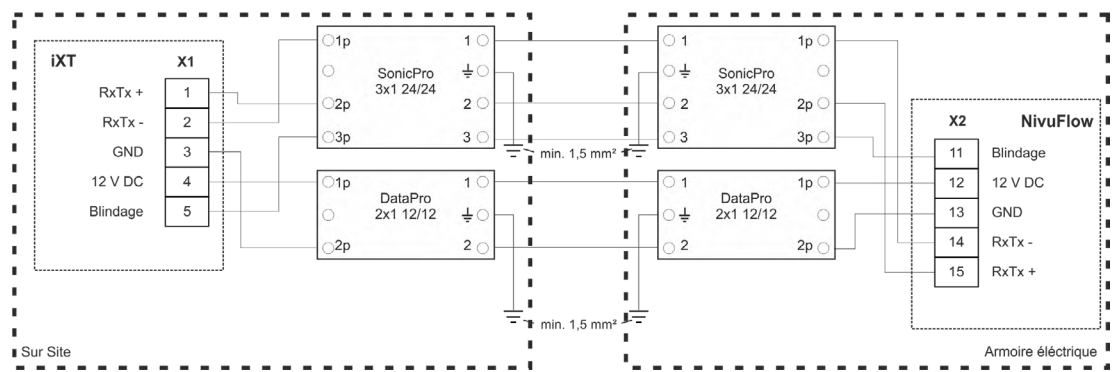 iXT
X1
RxTx +
1
RxTx -
2
GND
3
12 V DC
4
Blindage
5
1p
1
SonicPro
3x1 24/24
2p
2
3p
3
1p
1
DataPro
2x1 12/12
2p
2
min. 1,5 mm²
min. 1,5 mm²
Sur Site
1
1p
SonicPro
3x1 24/24
2
2p
3
3p
1
1p
DataPro
2x1 12/12
2
2p
X2
NivuFlow
11
Blindage
12
12 V DC
13
GND
14
RxTx -
15
RxTx +
Armoire éléctrique